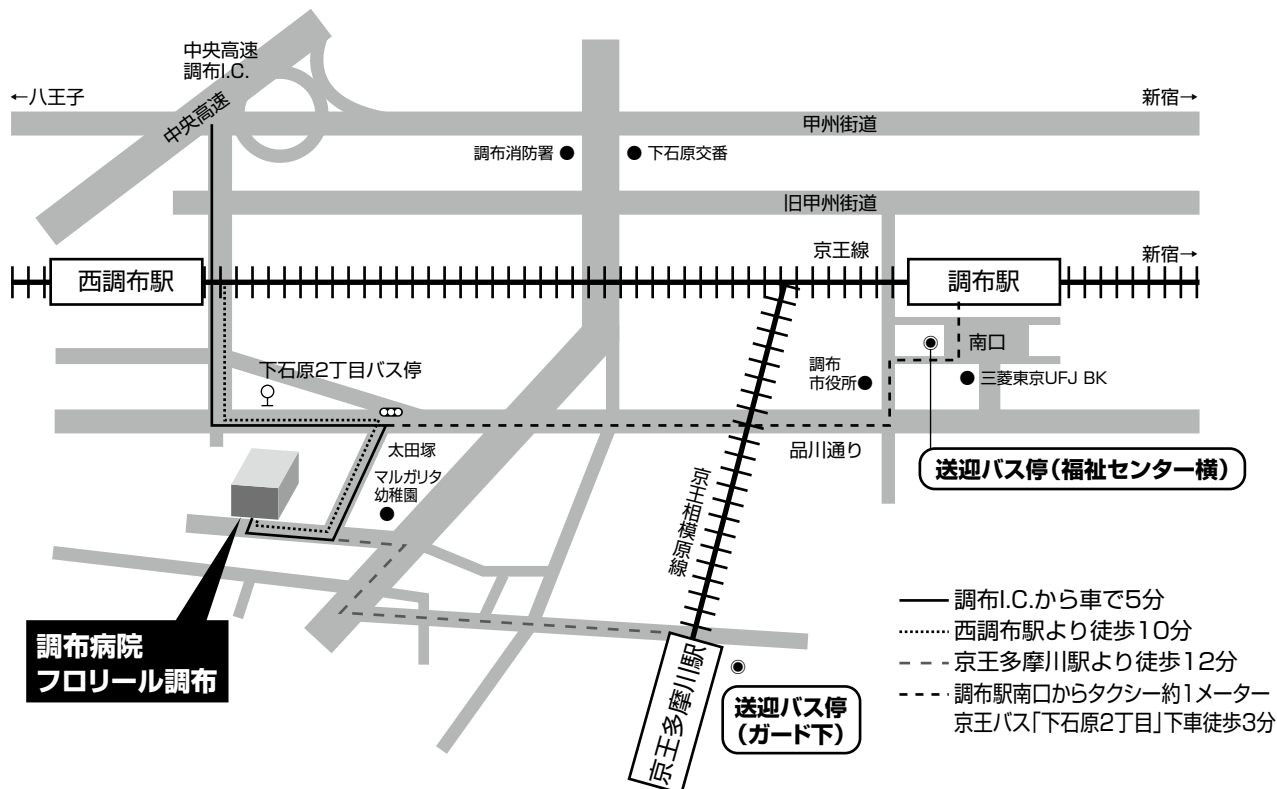 中央高速
調布I.C.
←八王子
新宿→
中央高速
甲州街道
調布消防署
下石原交番
旧甲州街道
京王線
新宿→
西調布駅
調布駅
南口
下石原2丁目バス停
調布
市役所
三菱東京UFJ BK
太田塚
品川通り
マルガリタ
幼稚園
送迎バス停(福祉センター横)
京王相模原線
調布病院
フロリール調布
京王多摩川駅
送迎バス停
(ガード下)
調布I.C.から車で5分
西調布駅より徒歩10分
京王多摩川駅より徒歩12分
調布駅南口からタクシー約1メーター
京王バス「下石原2丁目」下車徒歩3分